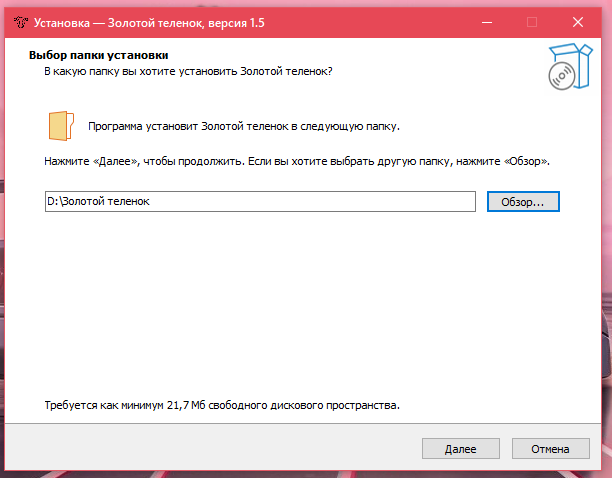 Установка — Золотой теленок, версия 1.5
Выбор папки установки
В какую папку вы хотите установить Золотой теленок?
Программа установит Золотой теленок в следующую папку.
Нажмите «Далее», чтобы продолжить. Если вы хотите выбрать другую папку, нажмите «Обзор».
D:\Золотой теленок
Обзор...
Требуется как минимум 21,7 Мб свободного дискового пространства.
Далее
Отмена